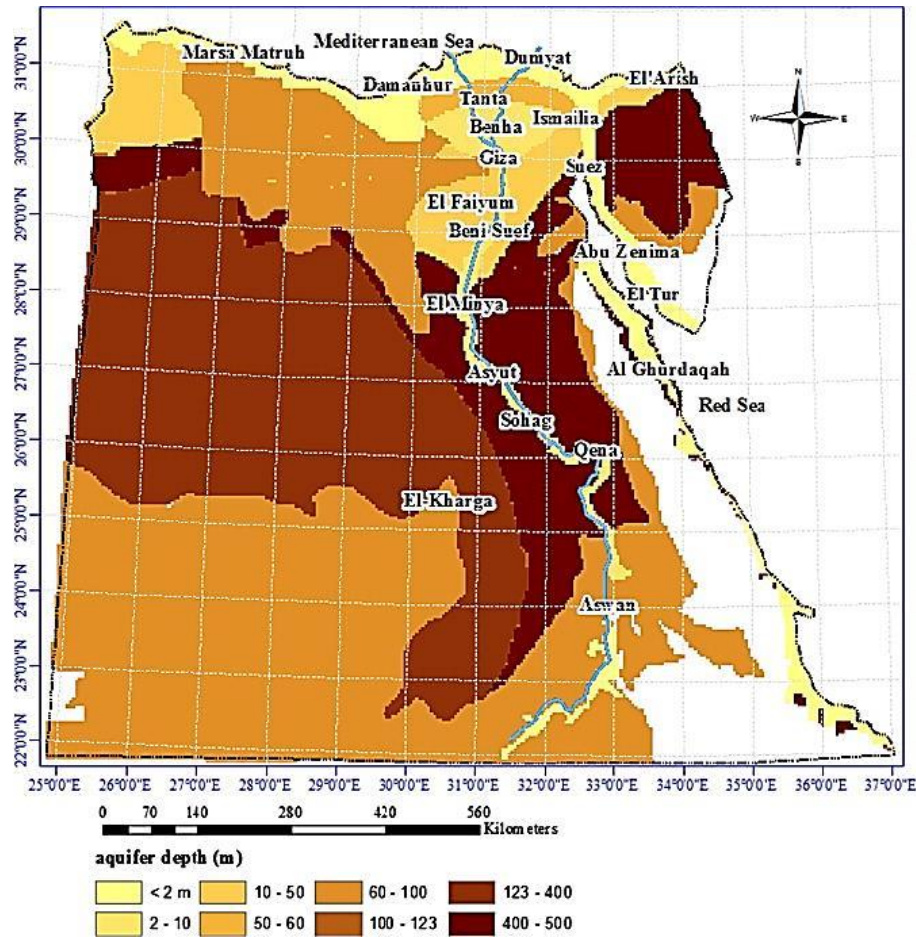 31°0'0"N
30°0'0"N
29°0'0"N
28°0'0"N
27°0'0"N
26°0'0"N
25°0'0"N
24°0'0"N
23°0'0"N
22°0'0"N
Mediterranean Sea
Marsa Matruh
Dumyat
Damanhur
El'Arish
Tanta
Ismailia
Benha
Giza
Suez
El Faiyum
Beni Suef
Abu Zenima
El Minya
El Tur
Asyut
Al Ghurdaqah
Red Sea
Sohag
Qena
El-Kharga
Aswan
N
W E
S
25°0'0"E 26°0'0"E 27°0'0"E 28°0'0"E 29°0'0"E 30°0'0"E 31°0'0"E 32°0'0"E 33°0'0"E 34°0'0"E 35°0'0"E 36°0'0"E 37°0'0"E
0 70 140 280 420 560
Kilometers
aquifer depth (m)
< 2 m 10 - 50 60 - 100 123 - 400
2 - 10 50 - 60 100 - 123 400 - 500